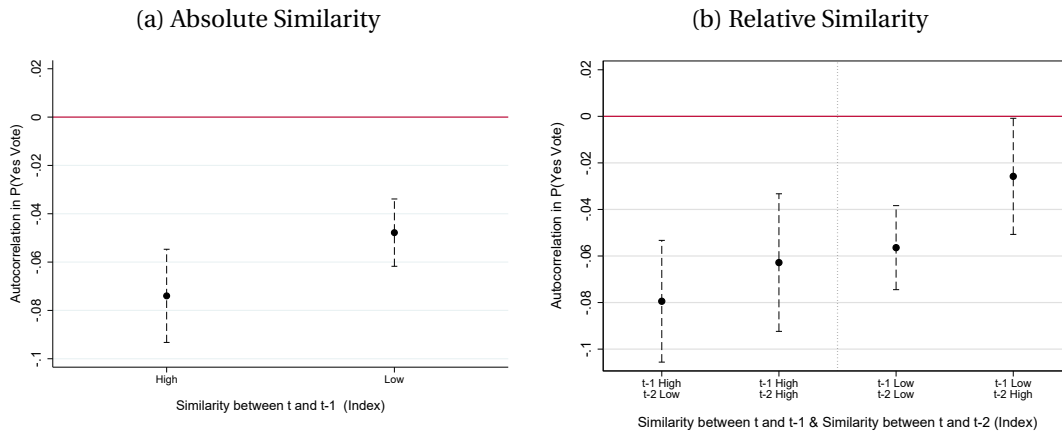 (a) Absolute Similarity
.02
0
-.02
-.04
-.06
-.08
-.1
Autocorrelation in P(Yes Vote)
High
Low
Similarity between t and t-1 (Index)
(b) Relative Similarity
.02
0
-.02
-.04
-.06
-.08
-.1
Autocorrelation in P(Yes Vote)
t-1 High
t-2 Low
t-1 High
t-2 High
t-1 Low
t-2 Low
t-1 Low
t-2 High
Similarity between t and t-1 & Similarity between t and t-2 (Index)